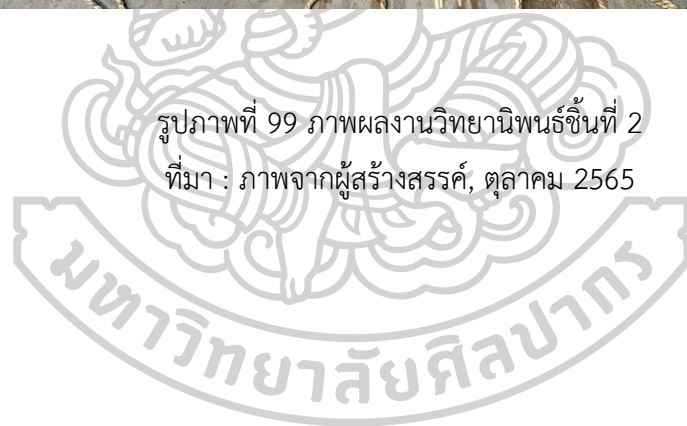 รูปภาพที่ 99 ภาพผลงานวิทยานิพนธ์ชิ้นที่ 2
ที่มา : ภาพจากผู้สร้างสรรค์, ตุลาคม 2565
มหาวิทยาลัยศิลปากร